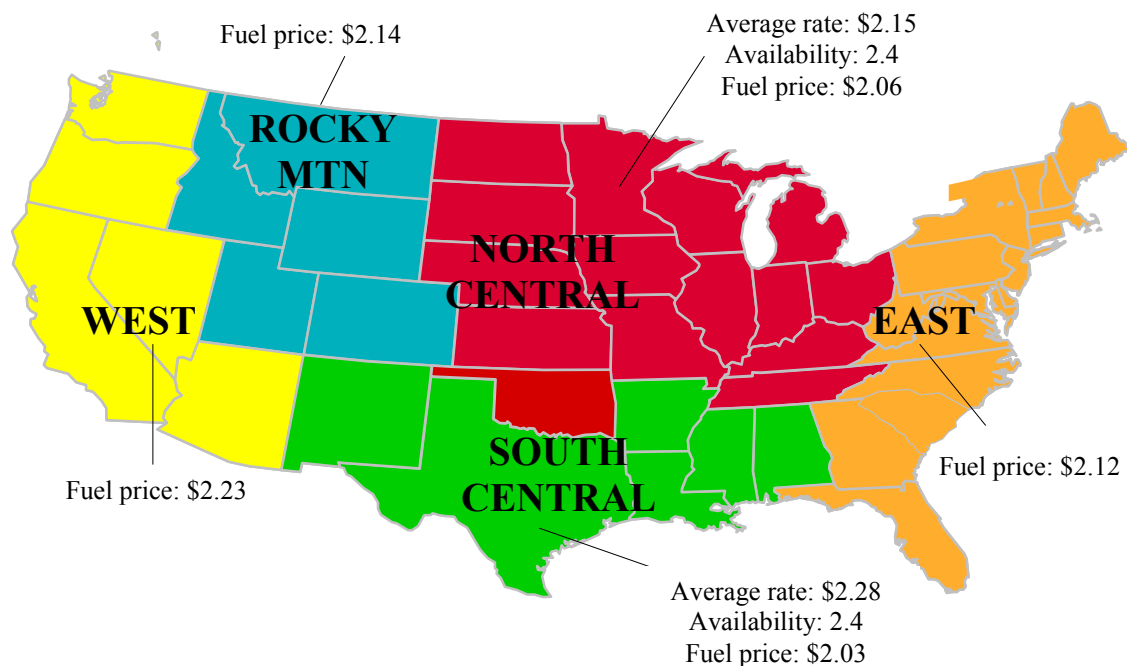 Fuel price: $2.14
Average rate: $2.15
Availability: 2.4
Fuel price: $2.06
ROCKY
MTN
NORTH
CENTRAL
WEST
EAST
SOUTH
CENTRAL
Fuel price: $2.23
Fuel price: $2.12
Average rate: $2.28
Availability: 2.4
Fuel price: $2.03